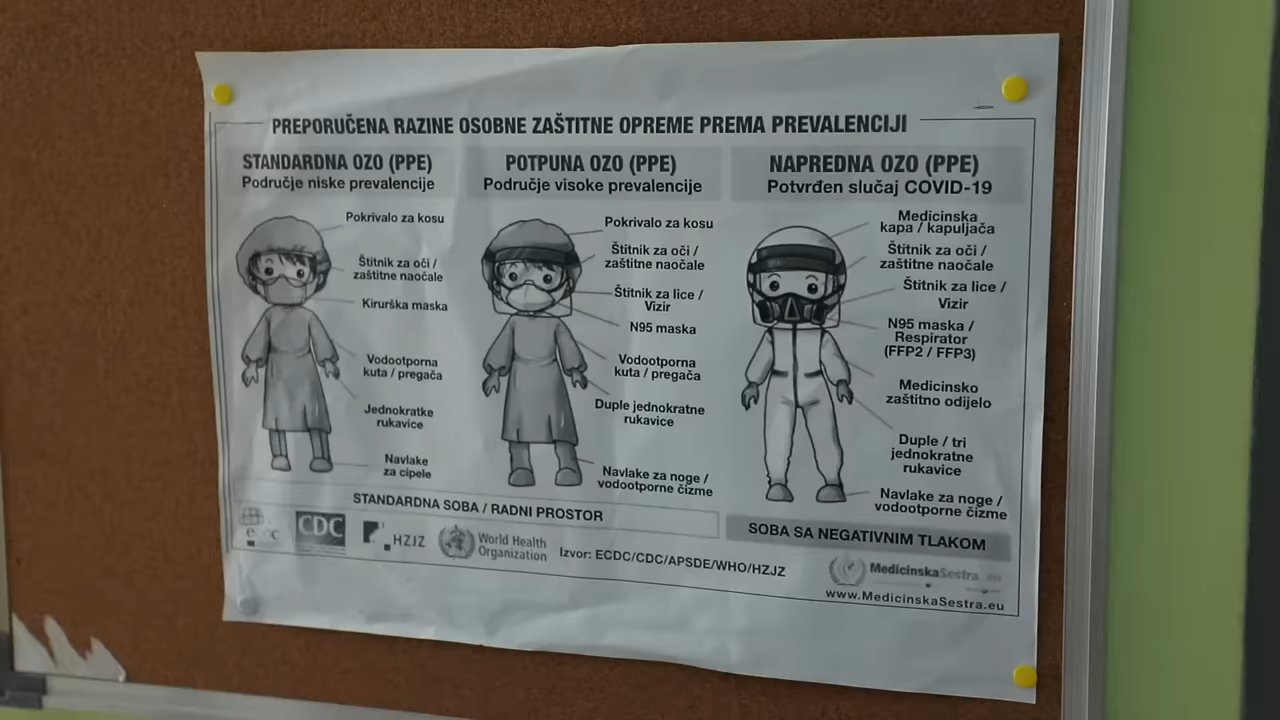 PREPORUČENA RAZINE OSOBNE ZAŠTITNE OPREME PREMA PREVALENCIJI
STANDARDNA OZO (PPE)
Područje niske prevalencije
Pokrivalo za kosu
Štitnik za oči /
zaštitne naočale
Kirurška maska
Vodootporna
kuta / pregača
Jednokratke
rukavice
Navlake
za cipele
POTPUNA OZO (PPE)
Područje visoke prevalencije
Pokrivalo za kosu
Štitnik za oči /
zaštitne naočale
Štitnik za lice /
Vizir
N95 maska
Vodootporna
kuta / pregača
Duple jednokratne
rukavice
Navlake za noge /
vodootporne čizme
STANDARDNA SOBA / RADNI PROSTOR
NAPREDNA OZO (PPE)
Potvrđen slučaj COVID-19
Medicinska
kapa / kapuljača
Štitnik za oči /
zaštitne naočale
Štitnik za lice /
Vizir
N95 maska /
Respirator
(FFP2 / FFP3)
Medicinsko
zaštitno odijelo
Duple / tri
jednokratne
rukavice
Navlake za noge /
vodootporne čizme
SOBA SA NEGATIVNIM TLAKOM
ecdc
CDC
HZJZ
World Health
Organization
Izvor: ECDC/CDC/APSDE/WHO/HZJZ
MedicinskaSestra
www.MedicinskaSestra.eu